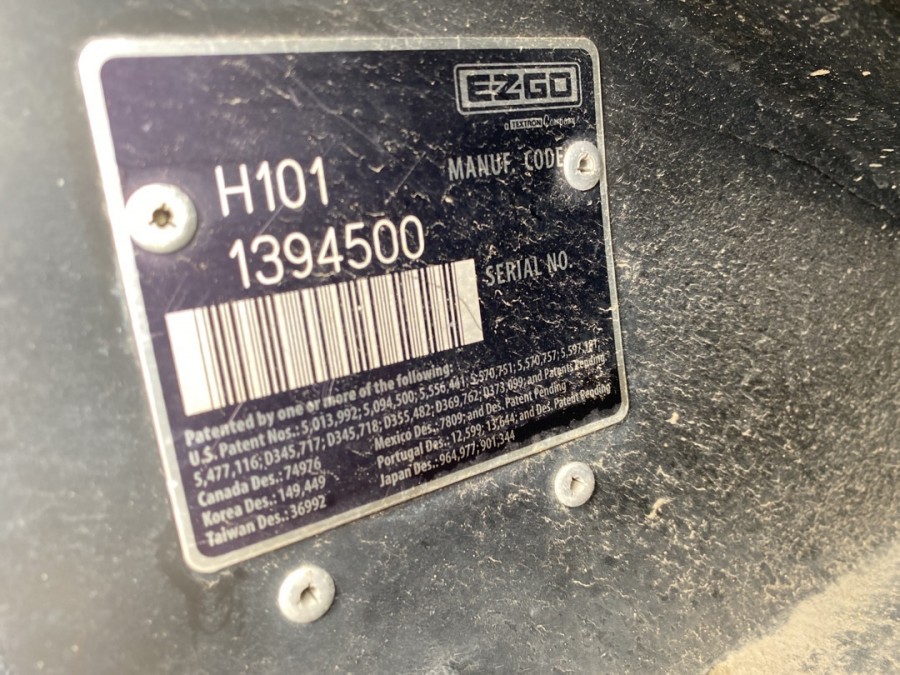 EZGO
a TEXTRON Company
H101 MANUF. CODE
1394500 SERIAL NO
Patented by one or more of the following:
U.S. Patent Nos.: 5,013,992; 5,094,500; 5,556,401; 5,570,751; 5,570,757; 5,597,181;
5,477,116; D345,717; D345,718; D355,482; D369,762; D373,099; and Patents Pending
Canada Des.: 74976 Mexico Des.: 7809; and Des. Patent Pending
Korea Des.: 149,449 Portugal Des.: 12,599; 13,644; and Des. Patent Pending
Taiwan Des.: 36992 Japan Des.: 964,977; 901,344